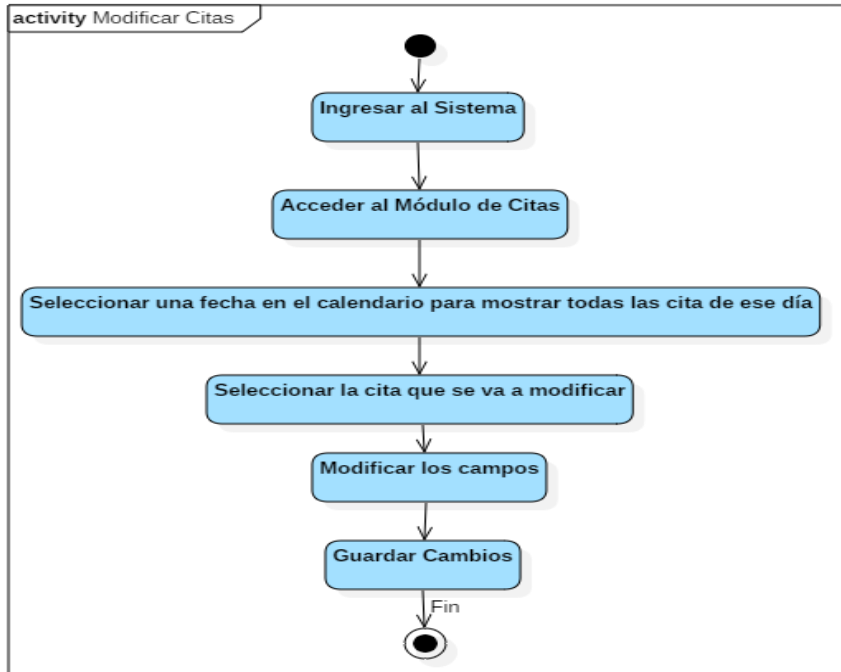 activity Modificar Citas
Ingresar al Sistema
Acceder al Módulo de Citas
Seleccionar una fecha en el calendario para mostrar todas las cita de ese día
Seleccionar la cita que se va a modificar
Modificar los campos
Guardar Cambios
Fin